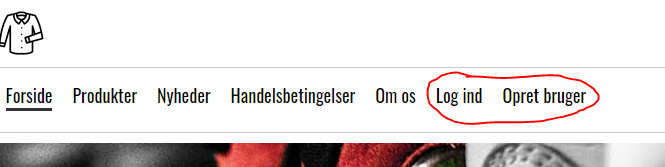 Forside Produkter Nyheder Handelsbetingelser Om os Log ind Opret bruger